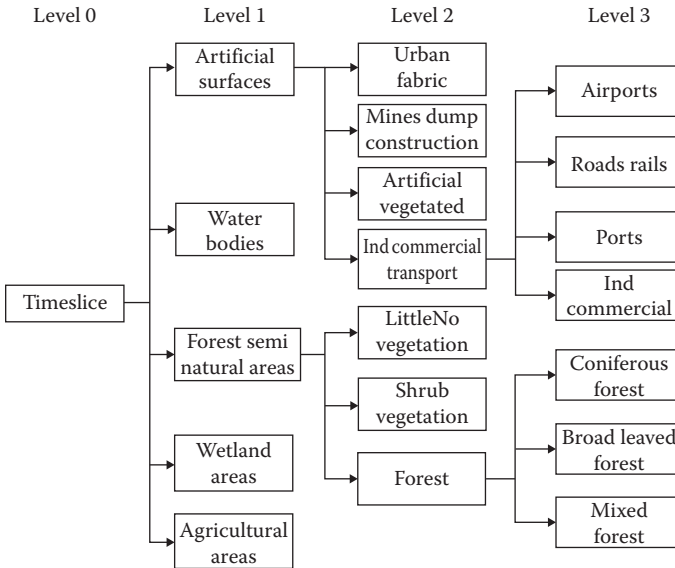 Level 0
Level 1
Level 2
Level 3
Timeslice
Artificial
surfaces
Water
bodies
Forest semi
natural areas
Wetland
areas
Agricultural
areas
Urban
fabric
Mines dump
construction
Artificial
vegetated
Ind commercial
transport
LittleNo
vegetation
Shrub
vegetation
Forest
Airports
Roads rails
Ports
Ind
commercial
Coniferous
forest
Broad leaved
forest
Mixed
forest